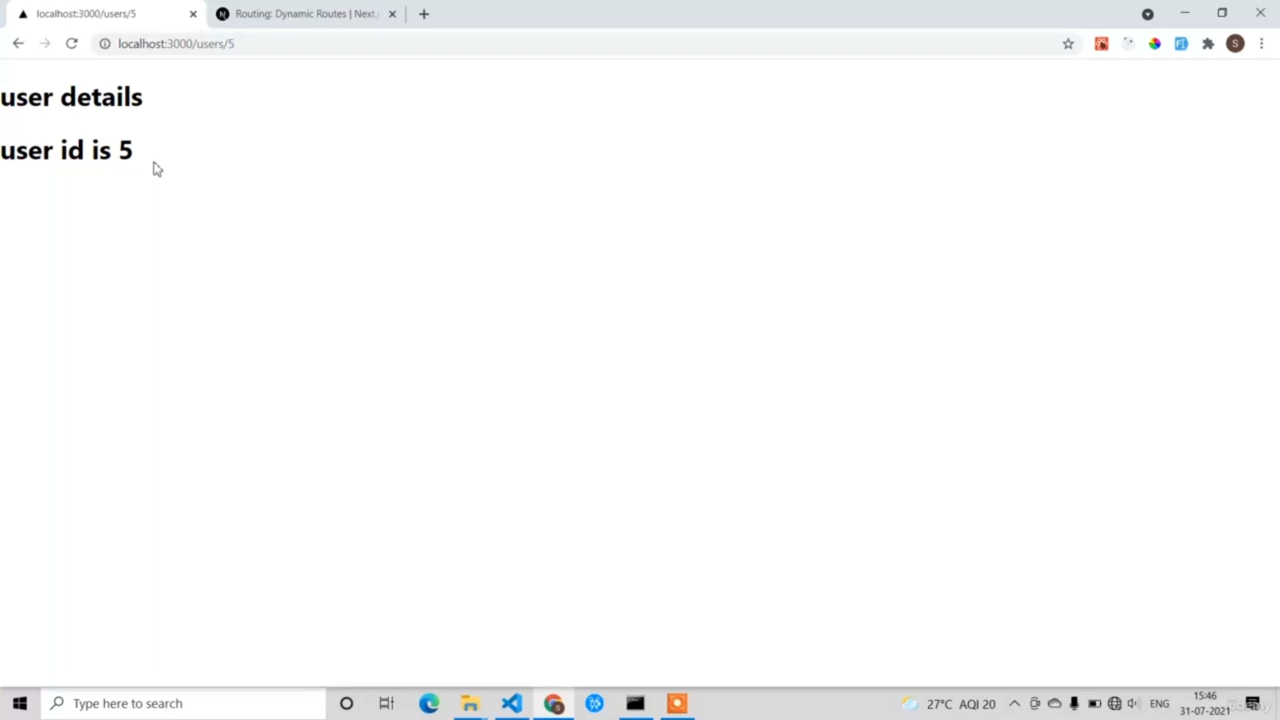 localhost:3000/users/5
Routing: Dynamic Routes | Next.
localhost:3000/users/5
user details
user id is 5
Type here to search
27°C AQI 20
ENG
15:46
31-07-2021
Udemy